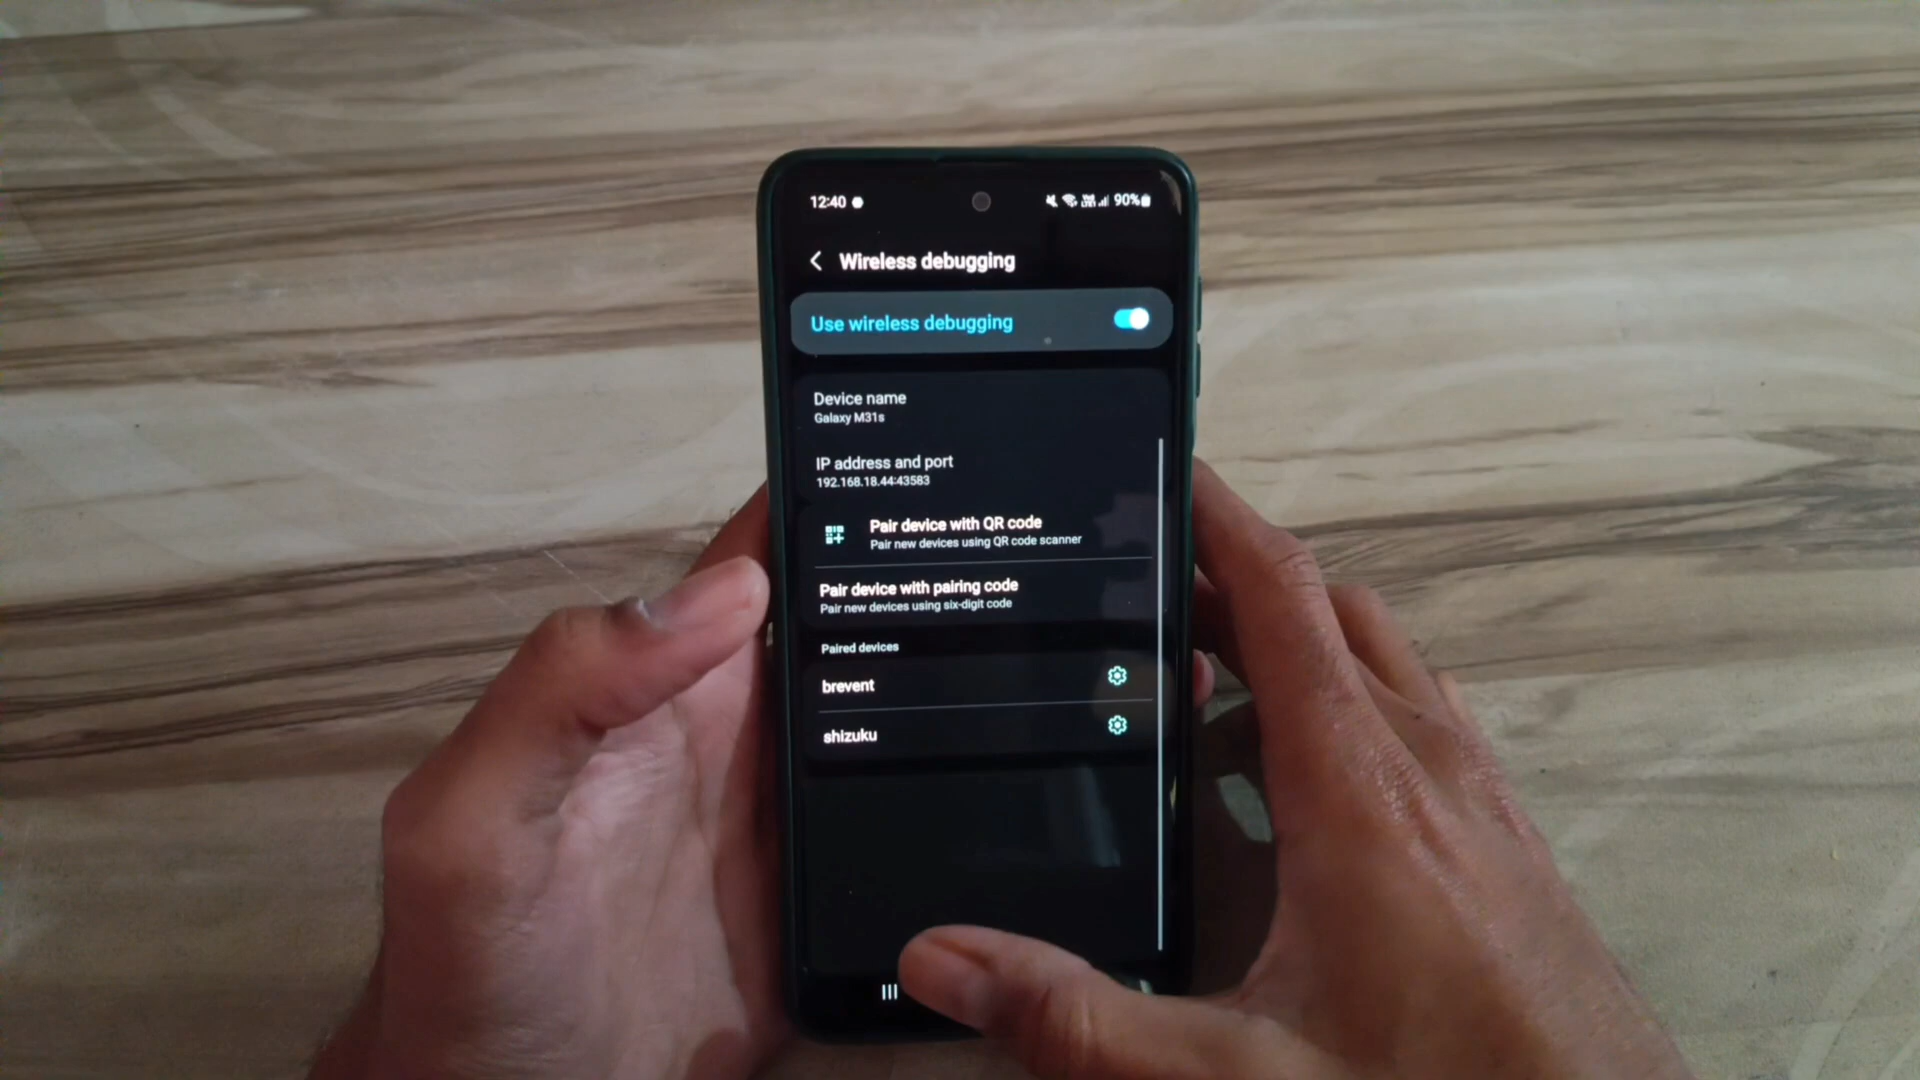 12:40
90%
Wireless debugging
Use wireless debugging
Device name
Galaxy M31s
IP address and port
192.168.18.44:43583
Pair device with QR code
Pair new devices using QR code scanner
Pair device with pairing code
Pair new devices using six-digit code
Paired devices
brevent
shizuku